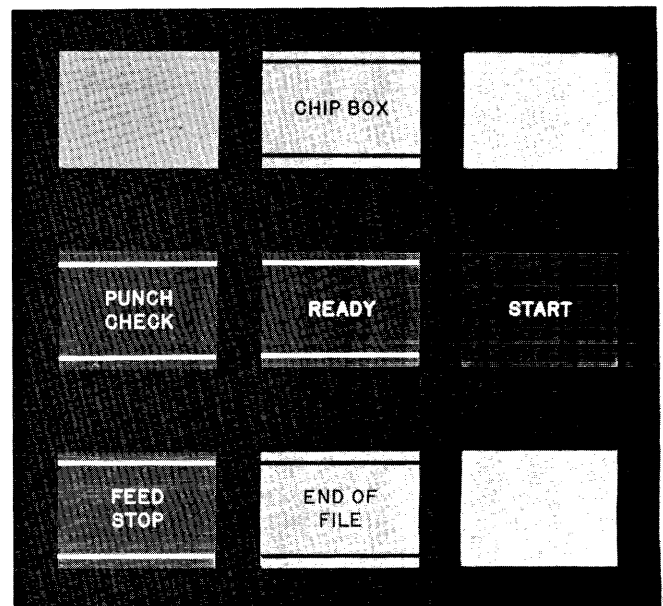 CHIP BOX
PUNCH
CHECK
READY
START
FEED
STOP
END OF
FILE